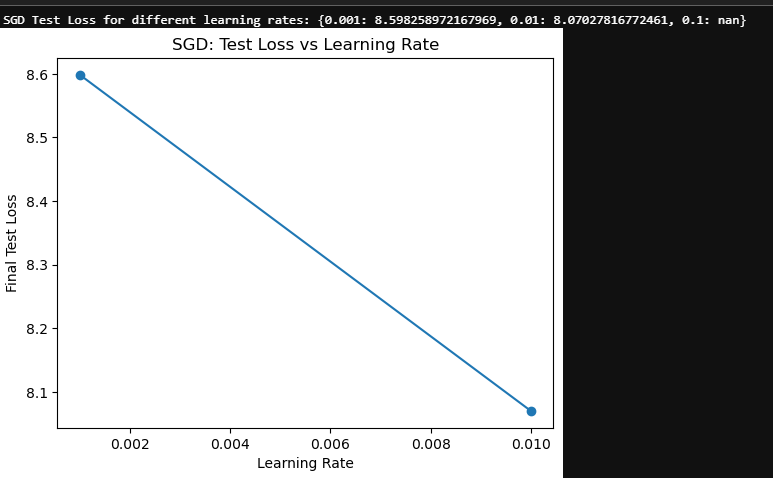 SGD Test Loss for different learning rates: {0.001: 8.598258972167969, 0.01: 8.07027816772461, 0.1: nan}
SGD: Test Loss vs Learning Rate
8.6
8.5
8.4
8.3
8.2
8.1
Final Test Loss
0.002 0.004 0.006 0.008 0.010
Learning Rate